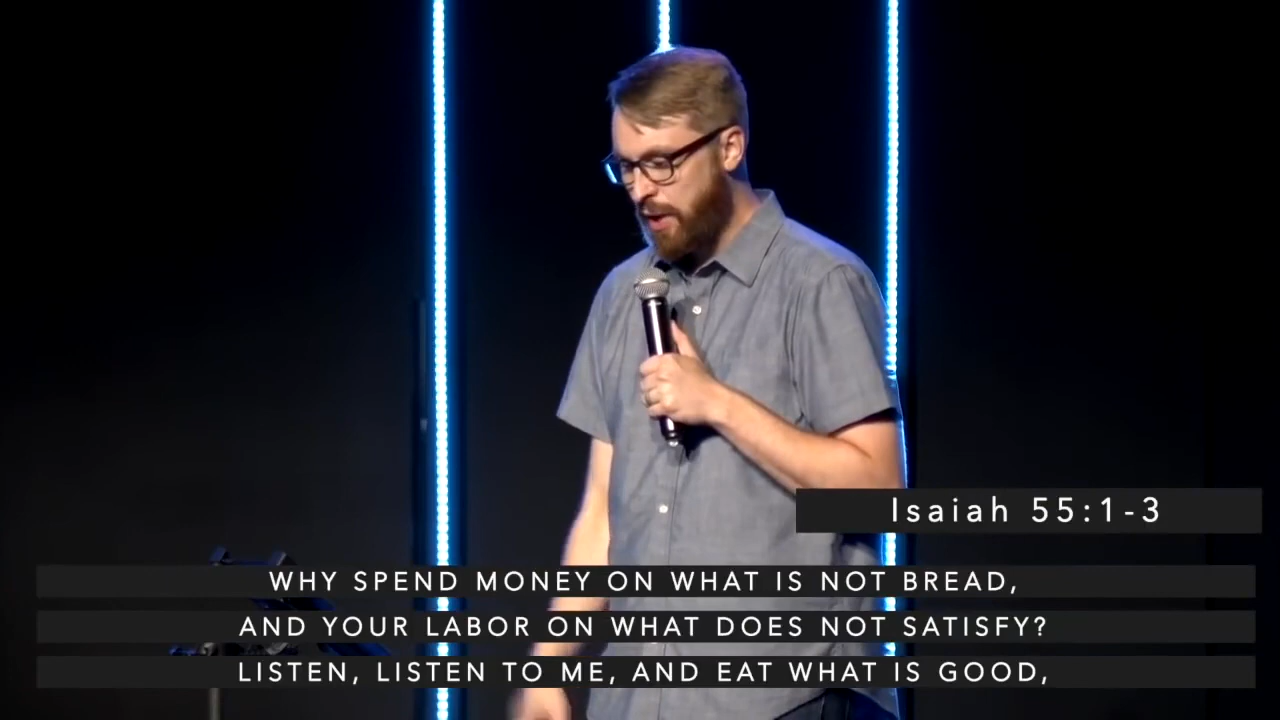 Isaiah 55:1-3
WHY SPEND MONEY ON WHAT IS NOT BREAD,
AND YOUR LABOR ON WHAT DOES NOT SATISFY?
LISTEN, LISTEN TO ME, AND EAT WHAT IS GOOD,